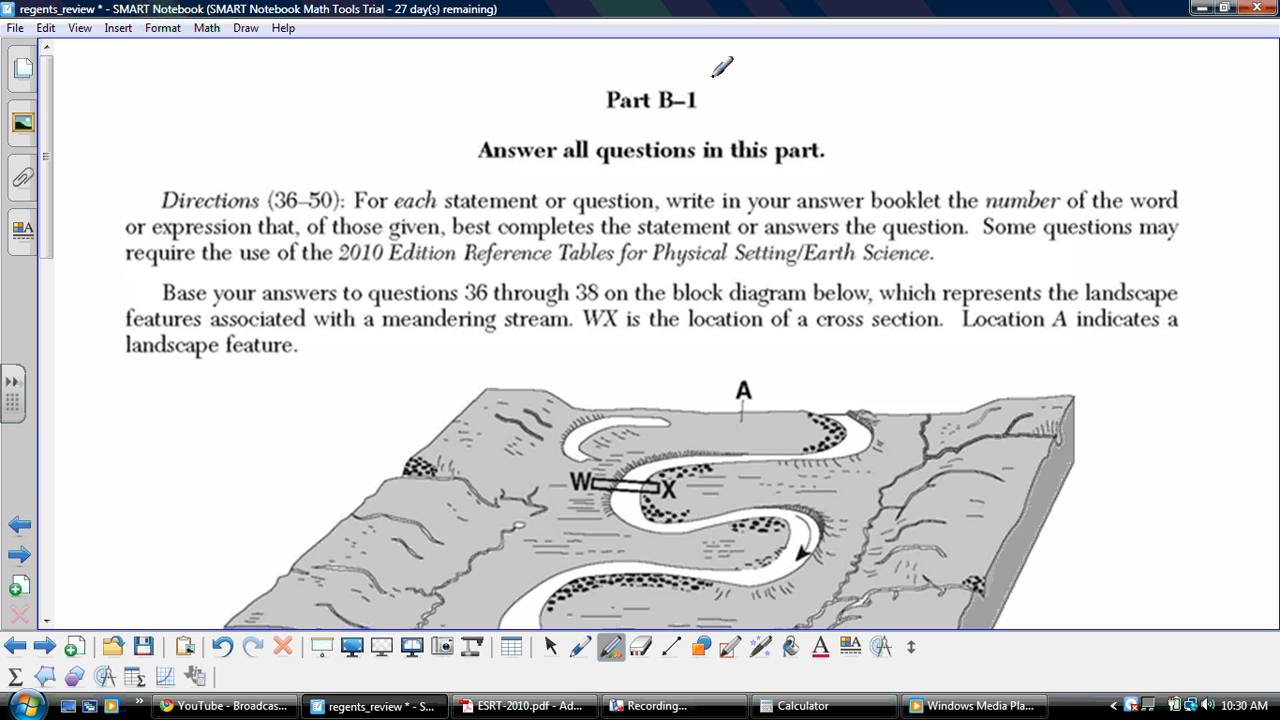 regents_review * - SMART Notebook (SMART Notebook Math Tools Trial - 27 day(s) remaining)
File Edit View Insert Format Math Draw Help
Part B–1
Answer all questions in this part.
Directions (36–50): For each statement or question, write in your answer booklet the number of the word
or expression that, of those given, best completes the statement or answers the question. Some questions may
require the use of the 2010 Edition Reference Tables for Physical Setting/Earth Science.
Base your answers to questions 36 through 38 on the block diagram below, which represents the landscape
features associated with a meandering stream. WX is the location of a cross section. Location A indicates a
landscape feature.
A
W X
YouTube - Broadcas... regents_review * - S... ESRT-2010.pdf - Ad... Recording... Calculator Windows Media Pla... 10:30 AM